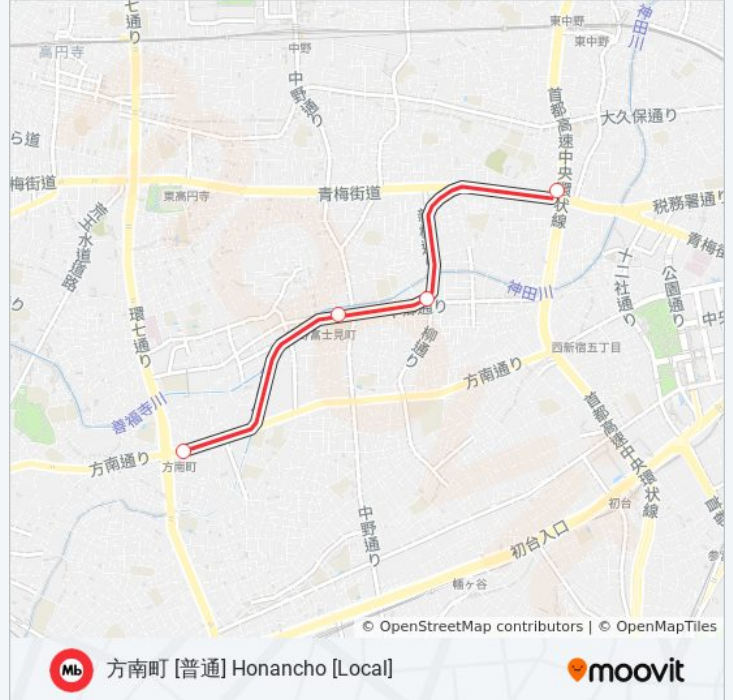 七通り
高円寺
中野
中野通り
東中野
東中野
神田川
大久保通り
首都高速中央環状線
ら道
梅街道
東高円寺
青梅街道
税務署通り
青梅街
荒玉水道道路
十二社通り
公園通り
神田川
環七通り
富士見町
柳通り
西新宿五丁目
方南通り
善福寺川
方南通り
方南町
首都高速中央環状線
初台
初台入口
中野通り
幡ヶ谷
© OpenStreetMap contributors | © OpenMapTiles
Mb 方南町 [普通] Honancho [Local]
moovit